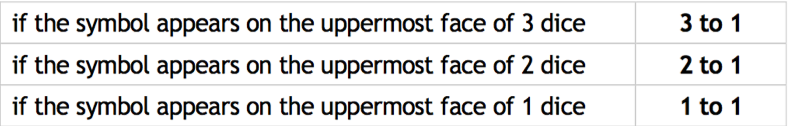 if the symbol appears on the uppermost face of 3 dice 3 to 1
if the symbol appears on the uppermost face of 2 dice 2 to 1
if the symbol appears on the uppermost face of 1 dice 1 to 1